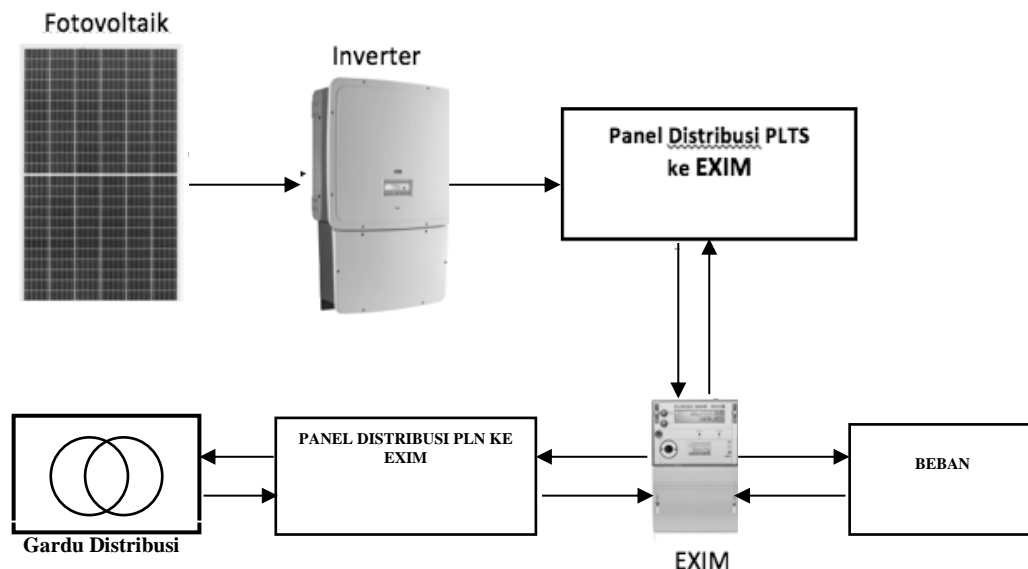 Fotovoltaik
Inverter
Panel Distribusi PLTS
ke EXIM
PANEL DISTRIBUSI PLN KE
EXIM
BEBAN
Gardu Distribusi
EXIM